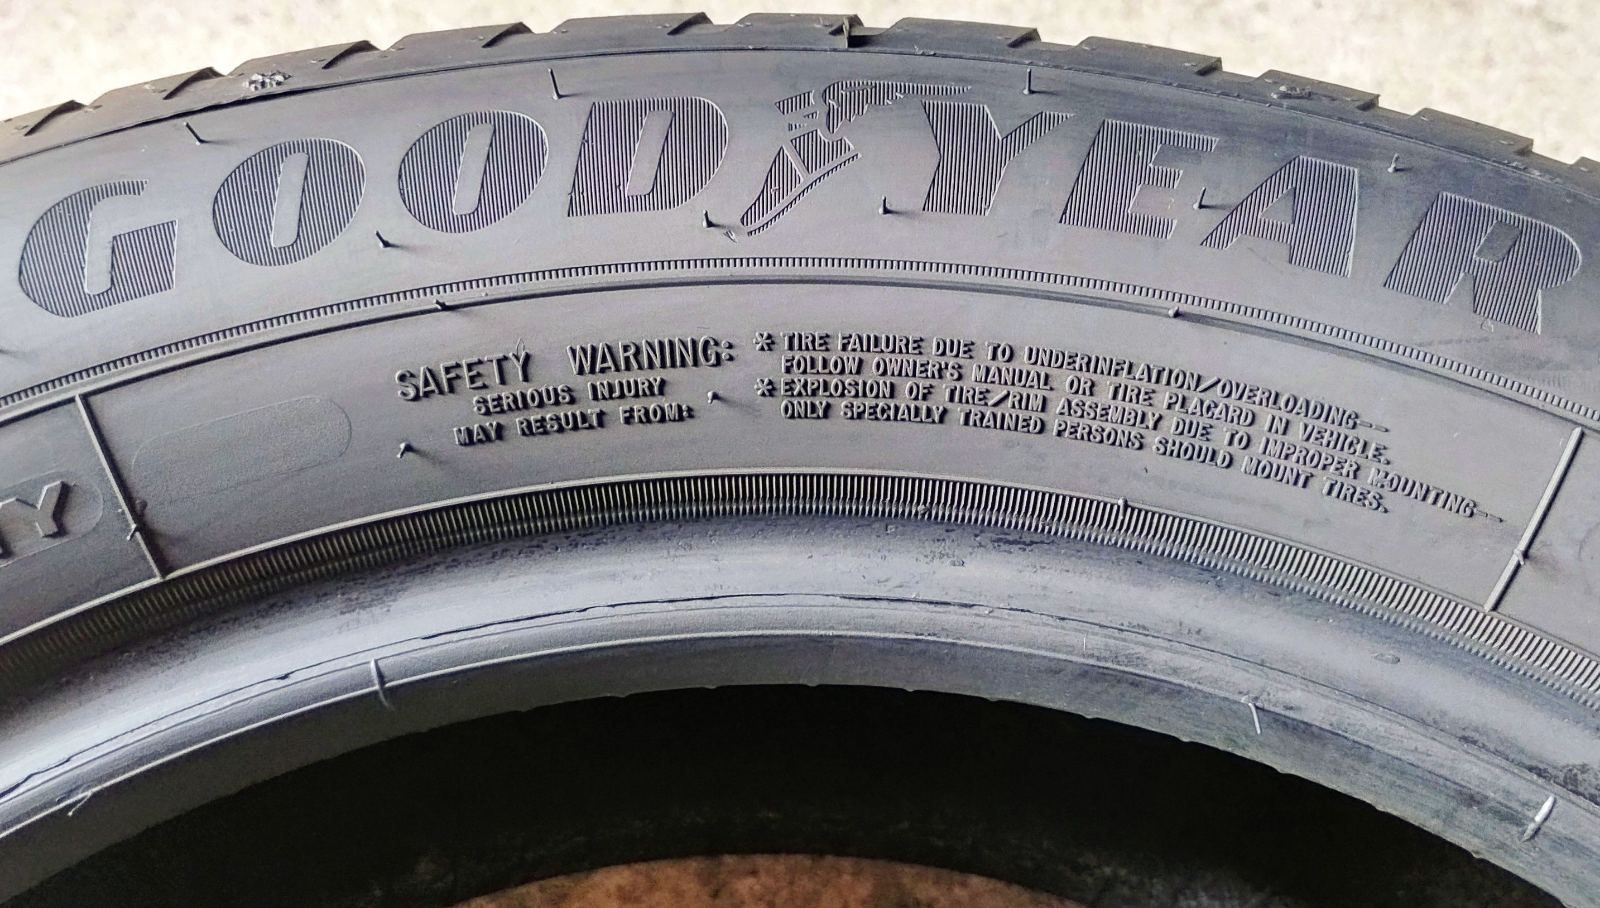 GOODYEAR
SAFETY WARNING:
SERIOUS INJURY
MAY RESULT FROM:
* TIRE FAILURE DUE TO UNDERINFLATION/OVERLOADING--
FOLLOW OWNER'S MANUAL OR TIRE PLACARD IN VEHICLE.
* EXPLOSION OF TIRE/RIM ASSEMBLY DUE TO IMPROPER MOUNTING--
ONLY SPECIALLY TRAINED PERSONS SHOULD MOUNT TIRES.